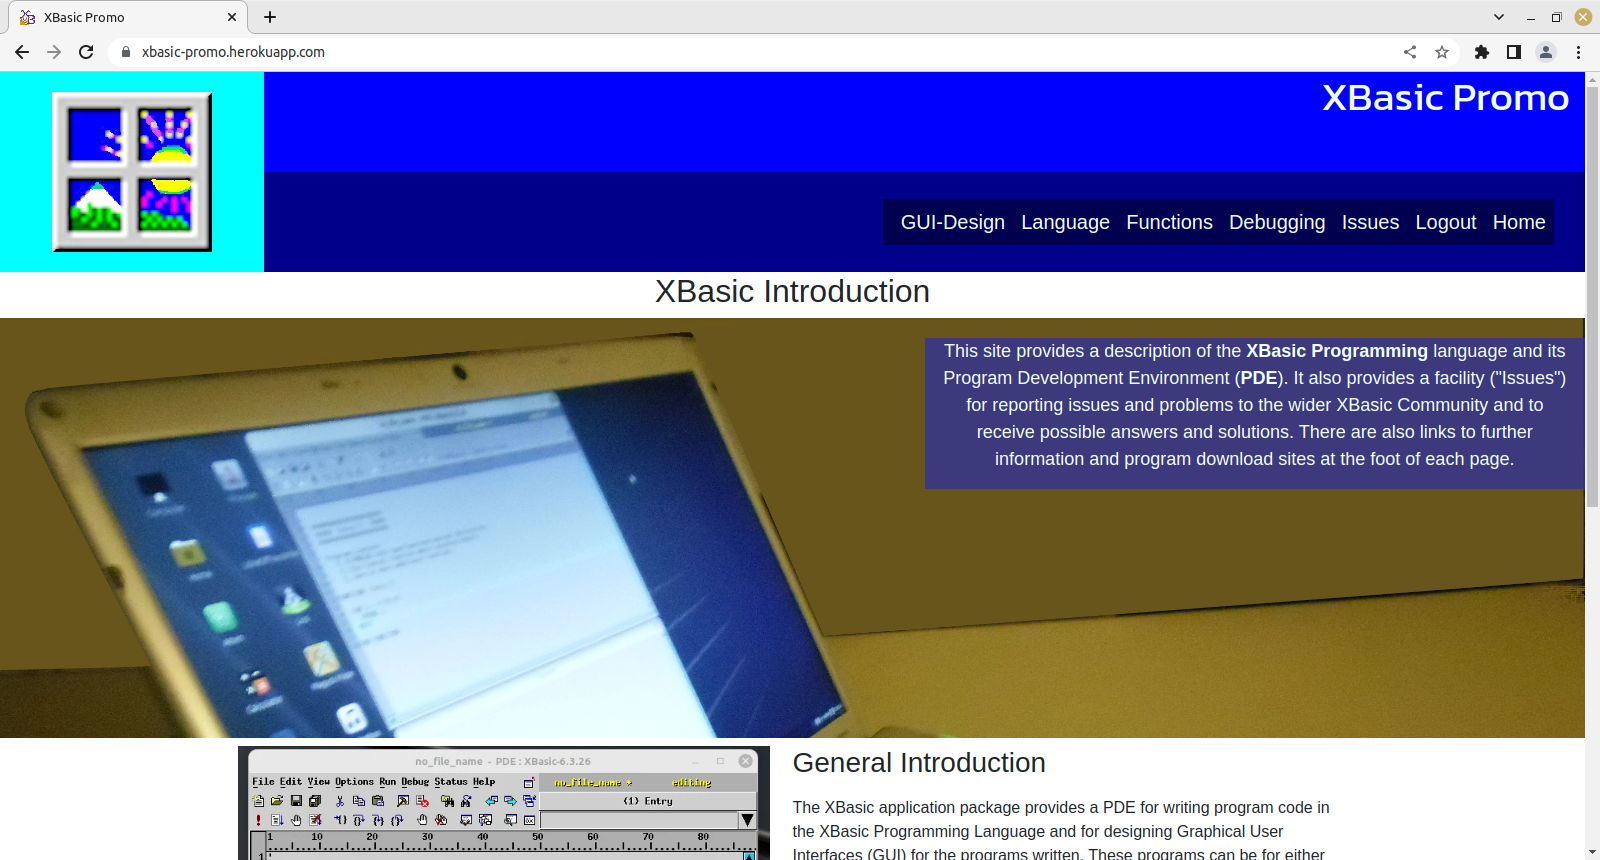 XBasic Promo
xbasic-promo.herokuapp.com
XBasic Promo
GUI-Design Language Functions Debugging Issues Logout Home
XBasic Introduction
This site provides a description of the XBasic Programming language and its
Program Development Environment (PDE). It also provides a facility ("Issues")
for reporting issues and problems to the wider XBasic Community and to
receive possible answers and solutions. There are also links to further
information and program download sites at the foot of each page.
no_file_name - PDE : XBasic-6.3.26
File Edit View Options Run Debug Status Help
no_file_name * editing
(1) Entry
1 10 20 30 40 50 60 70 80
1
General Introduction
The XBasic application package provides a PDE for writing program code in
the XBasic Programming Language and for designing Graphical User
Interfaces (GUI) for the programs written. These programs can be for either